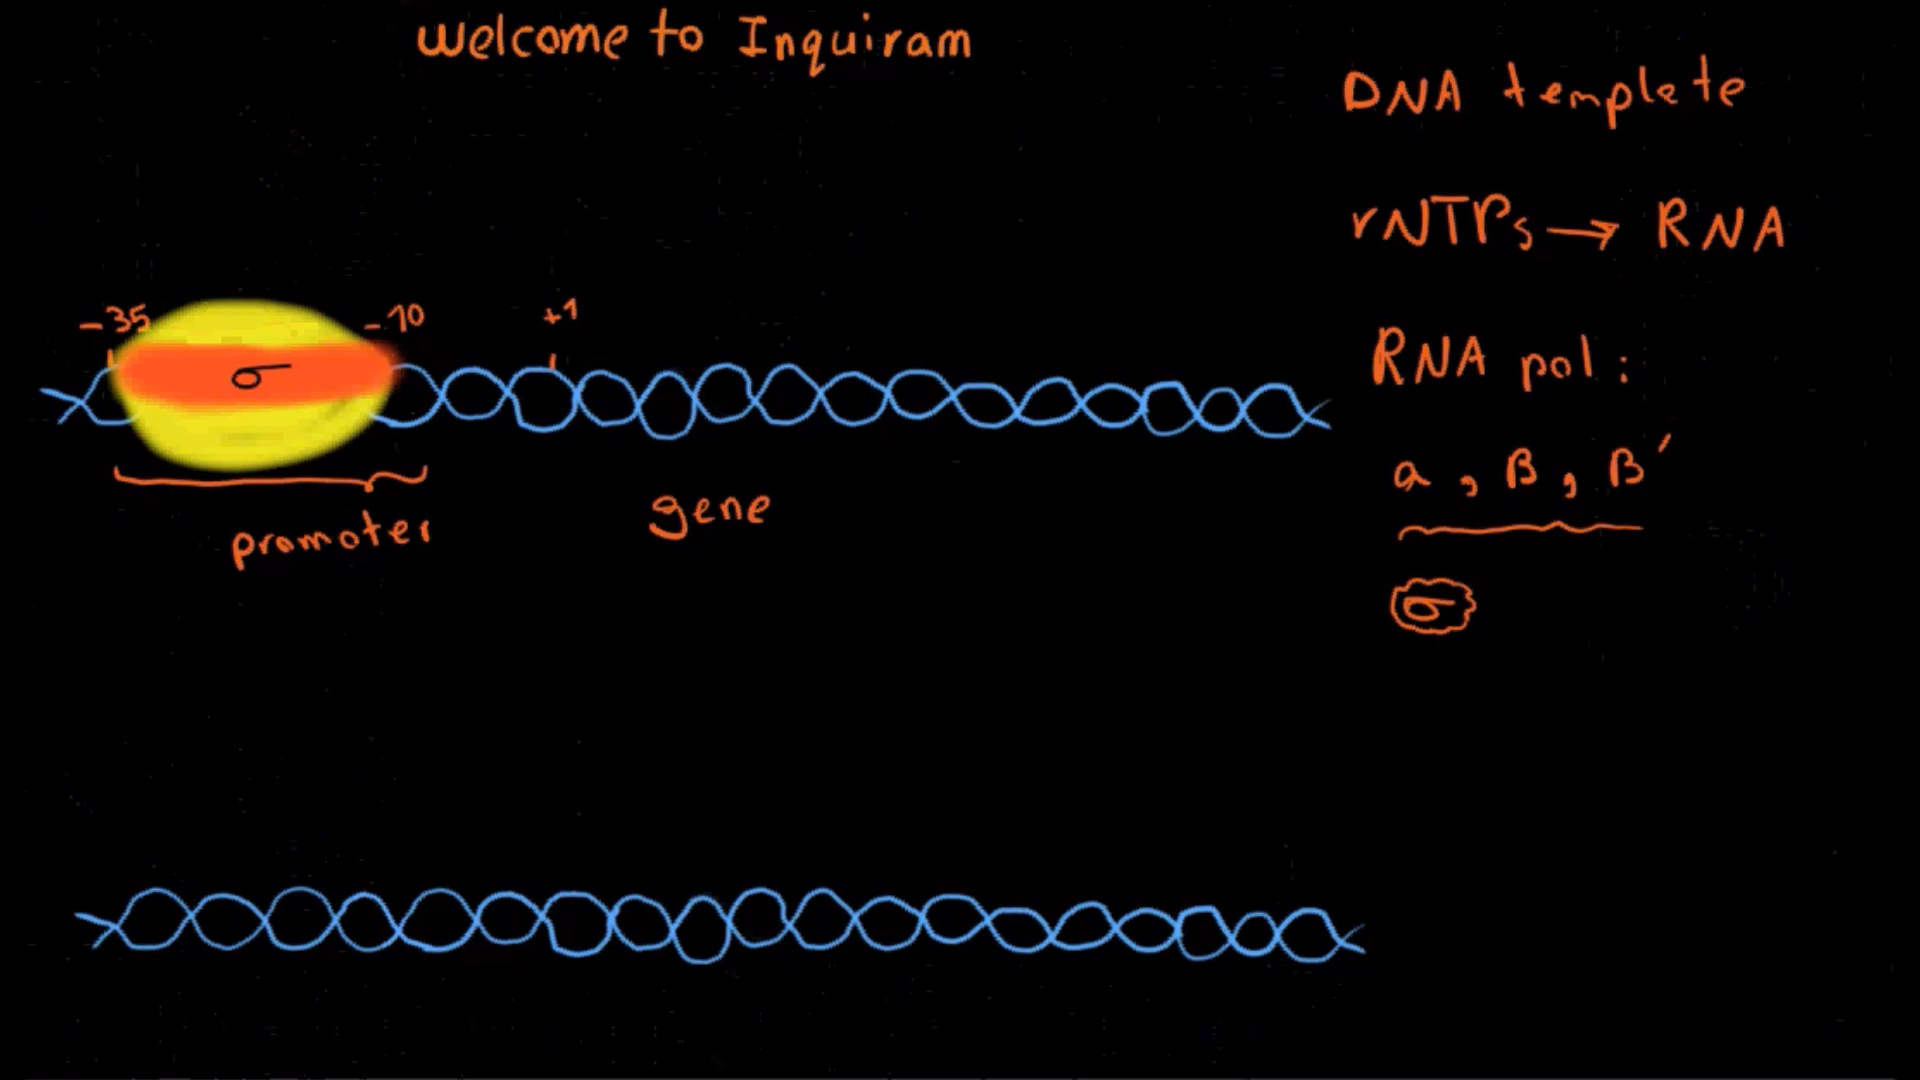 welcome to Inquiram
DNA template
rNTPs → RNA
RNA pol :
a , B , B′
σ
-35
-10
+1
σ
promoter
gene